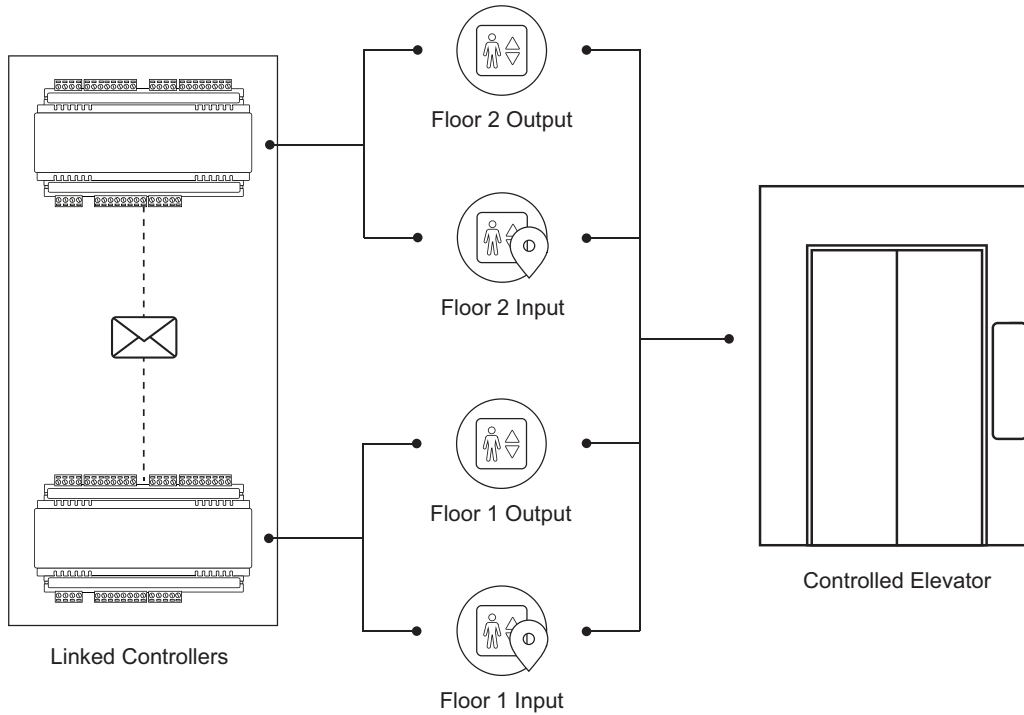 Floor 2 Output
Floor 2 Input
Floor 1 Output
Controlled Elevator
Linked Controllers
Floor 1 Input